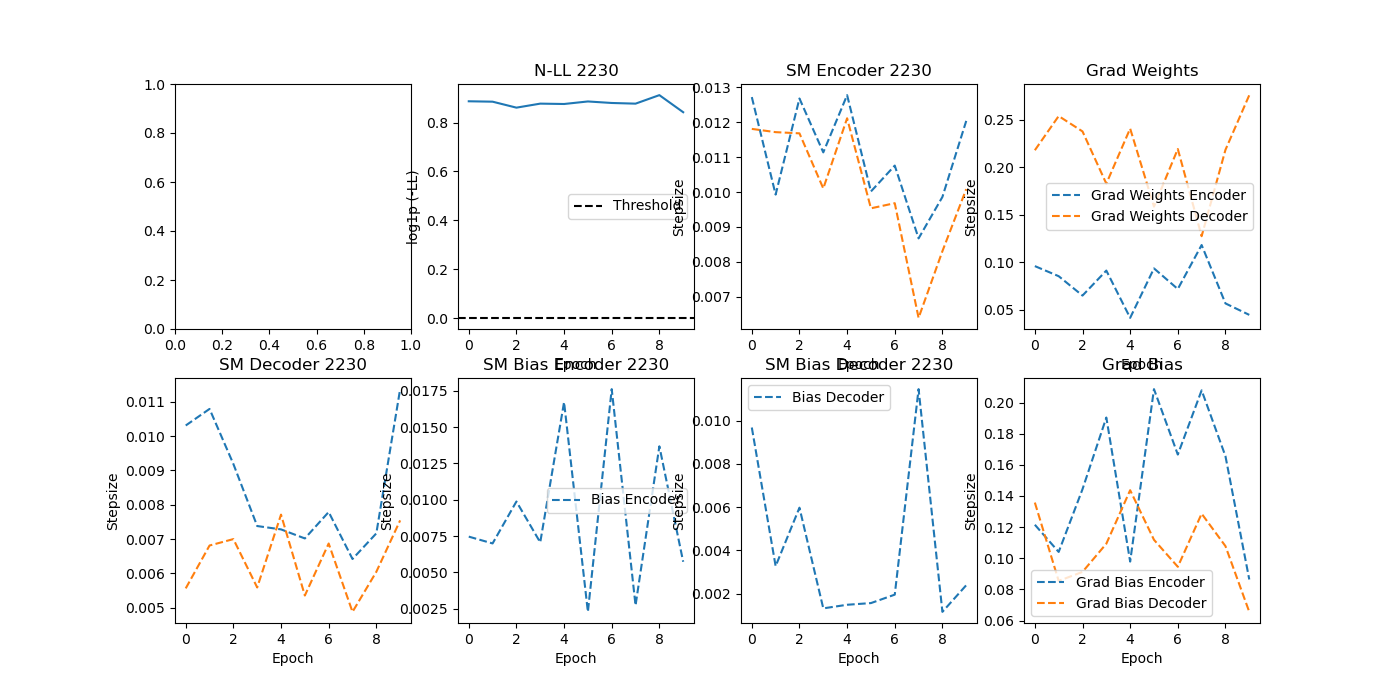 N-LL 2230
SM Encoder 2230
Grad Weights
1.0
0.8
0.6
0.4
0.2
0.0
0.0 0.2 0.4 0.6 0.8 1.0
log1p (-LL)
0.8
0.6
0.4
0.2
0.0
Threshold
0 2 4 6 8
Epoch
Stepsize
0.013
0.012
0.011
0.010
0.009
0.008
0.007
0 2 4 6 8
Epoch
Stepsize
0.25
0.20
0.15
0.10
0.05
Grad Weights Encoder
Grad Weights Decoder
0 2 4 6 8
Epoch
SM Decoder 2230
SM Bias Encoder 2230
SM Bias Decoder 2230
Grad Bias
Stepsize
0.011
0.010
0.009
0.008
0.007
0.006
0.005
0 2 4 6 8
Epoch
Stepsize
0.0175
0.0150
0.0125
0.0100
0.0075
0.0050
0.0025
Bias Encoder
0 2 4 6 8
Epoch
Stepsize
0.010
0.008
0.006
0.004
0.002
Bias Decoder
0 2 4 6 8
Epoch
Stepsize
0.20
0.18
0.16
0.14
0.12
0.10
0.08
0.06
Grad Bias Encoder
Grad Bias Decoder
0 2 4 6 8
Epoch